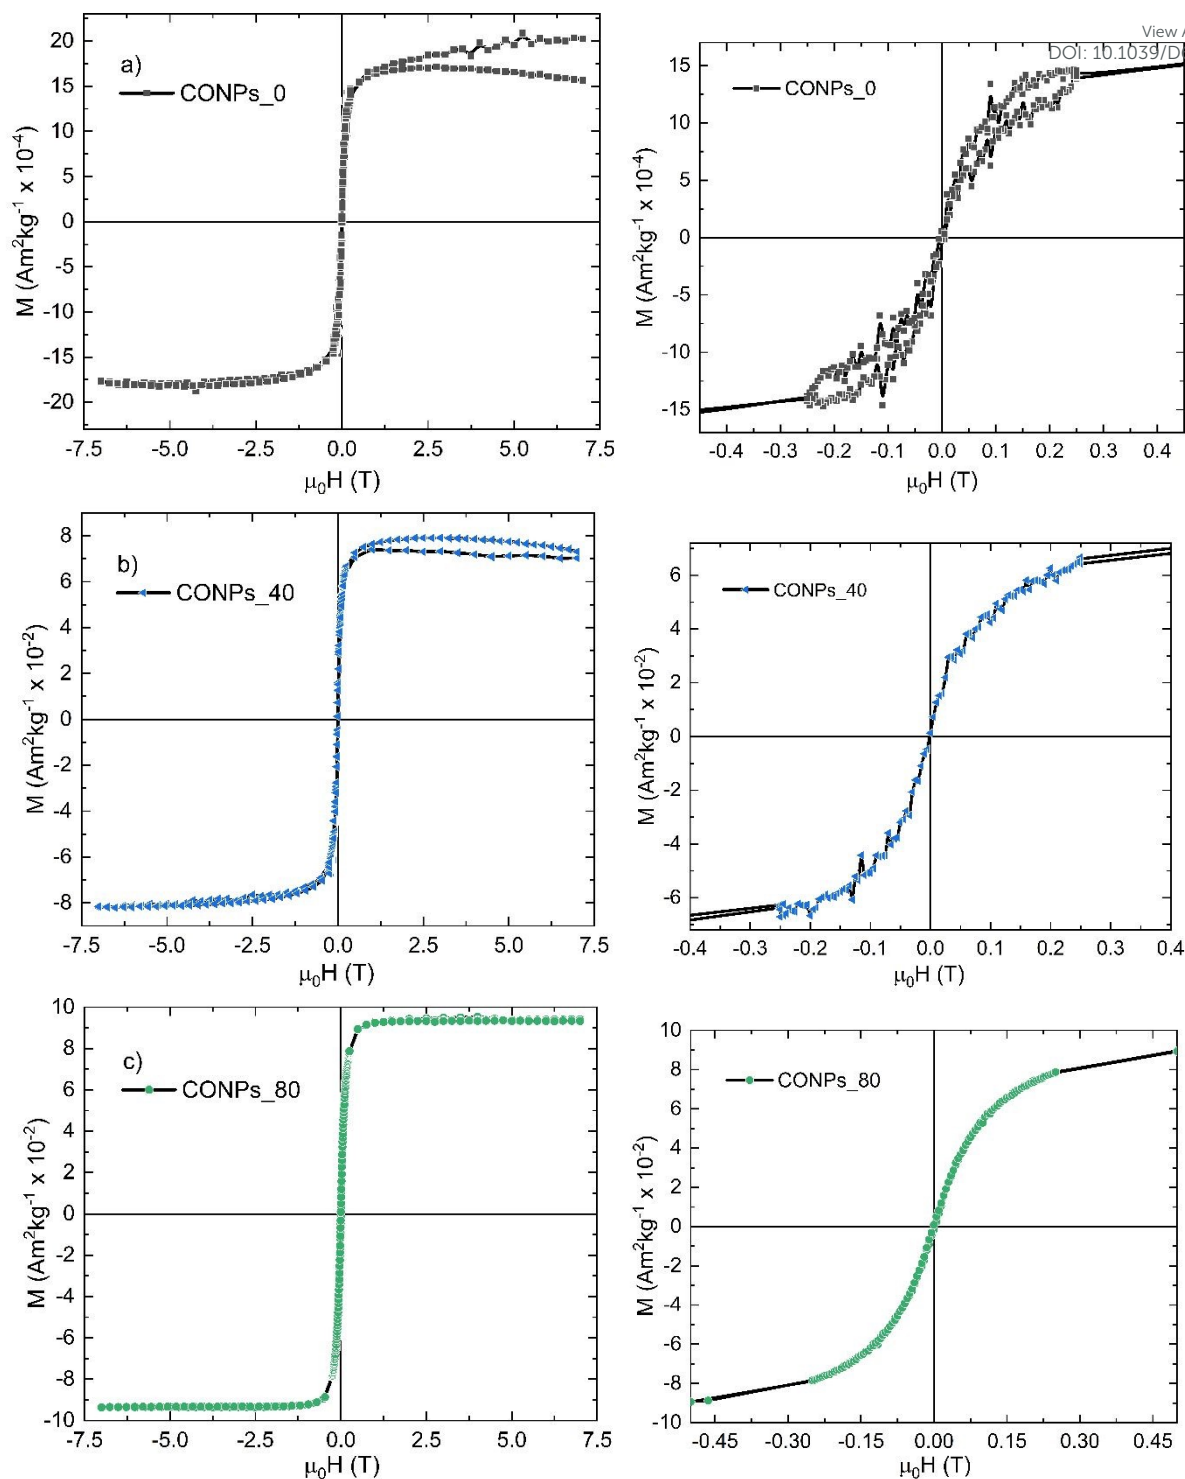 View A
DOI: 10.1039/D
a)
CONPs_0
M (Am²kg⁻¹ x 10⁻⁴)
20
15
10
5
0
-5
-10
-15
-20
-7.5 -5.0 -2.5 0.0 2.5 5.0 7.5
μ₀H (T)
CONPs_0
M (Am²kg⁻¹ x 10⁻⁴)
15
10
5
0
-5
-10
-15
-0.4 -0.3 -0.2 -0.1 0.0 0.1 0.2 0.3 0.4
μ₀H (T)
b)
CONPs_40
M (Am²kg⁻¹ x 10⁻²)
8
6
4
2
0
-2
-4
-6
-8
-7.5 -5.0 -2.5 0.0 2.5 5.0 7.5
μ₀H (T)
CONPs_40
M (Am²kg⁻¹ x 10⁻²)
6
4
2
0
-2
-4
-6
-0.4 -0.3 -0.2 -0.1 0.0 0.1 0.2 0.3 0.4
μ₀H (T)
c)
CONPs_80
M (Am²kg⁻¹ x 10⁻²)
10
8
6
4
2
0
-2
-4
-6
-8
-10
-7.5 -5.0 -2.5 0.0 2.5 5.0 7.5
μ₀H (T)
CONPs_80
M (Am²kg⁻¹ x 10⁻²)
10
8
6
4
2
0
-2
-4
-6
-8
-10
-0.45 -0.30 -0.15 0.00 0.15 0.30 0.45
μ₀H (T)